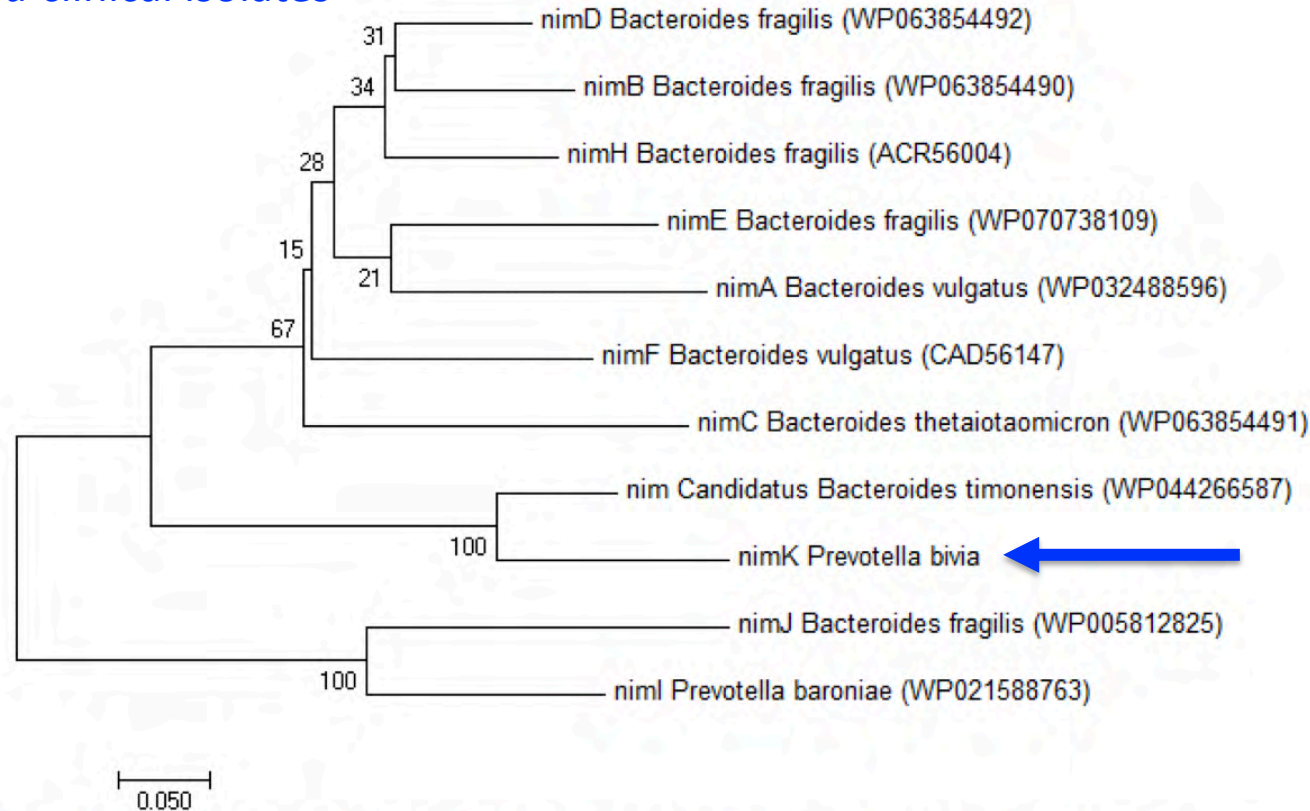 clinical isolates
nimD Bacteroides fragilis (WP063854492)
31
nimB Bacteroides fragilis (WP063854490)
34
nimH Bacteroides fragilis (ACR56004)
28
nimE Bacteroides fragilis (WP070738109)
15
21
nimA Bacteroides vulgatus (WP032488596)
67
nimF Bacteroides vulgatus (CAD56147)
nimC Bacteroides thetaiotaomicron (WP063854491)
nim Candidatus Bacteroides timonensis (WP044266587)
100
nimK Prevotella bivia
nimJ Bacteroides fragilis (WP005812825)
100
nimI Prevotella baroniae (WP021588763)
0.050